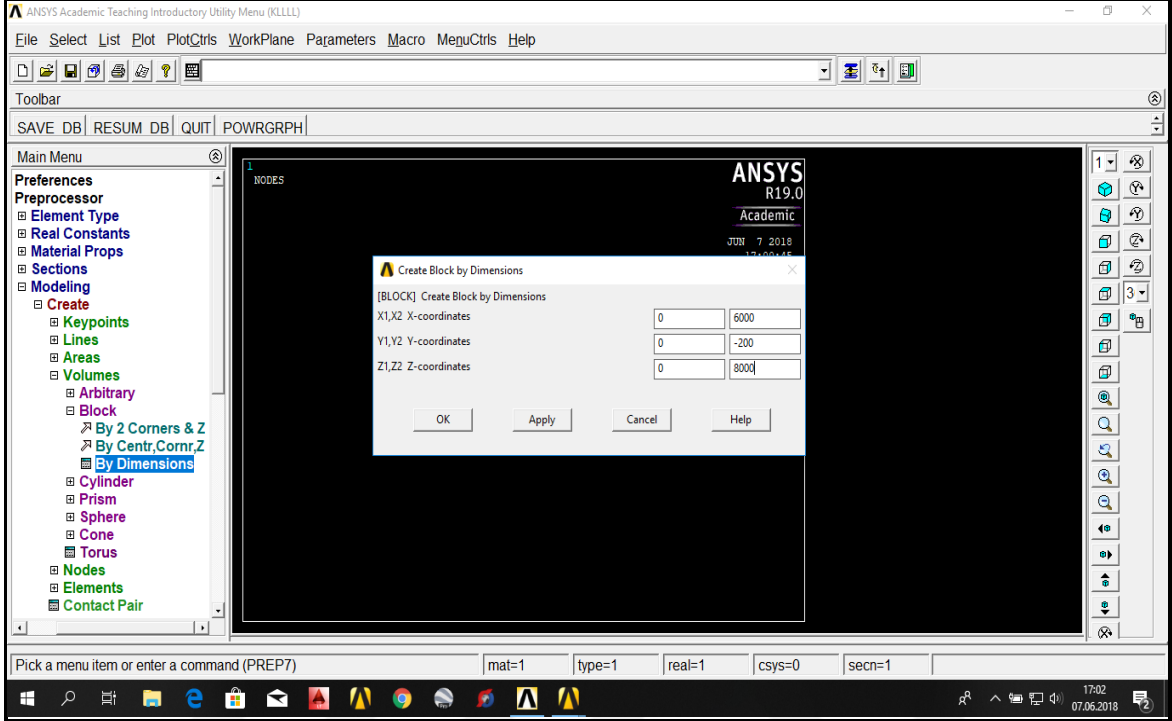 ANSYS Academic Teaching Introductory Utility Menu (KLLLL)
File Select List Plot PlotCtrls WorkPlane Parameters Macro MenuCtrls Help
Toolbar
SAVE_DB RESUM_DB QUIT POWRGRPH
Main Menu
Preferences
Preprocessor
Element Type
Real Constants
Material Props
Sections
Modeling
Create
Keypoints
Lines
Areas
Volumes
Arbitrary
Block
By 2 Corners & Z
By Centr,Cornr,Z
By Dimensions
Cylinder
Prism
Sphere
Cone
Torus
Nodes
Elements
Contact Pair
1
NODES
ANSYS
R19.0
Academic
JUN 7 2018
Create Block by Dimensions
[BLOCK] Create Block by Dimensions
X1,X2 X-coordinates 0 6000
Y1,Y2 Y-coordinates 0 -200
Z1,Z2 Z-coordinates 0 8000
OK Apply Cancel Help
1
3
Pick a menu item or enter a command (PREP7) mat=1 type=1 real=1 csys=0 secn=1
17:02
07.06.2018
2